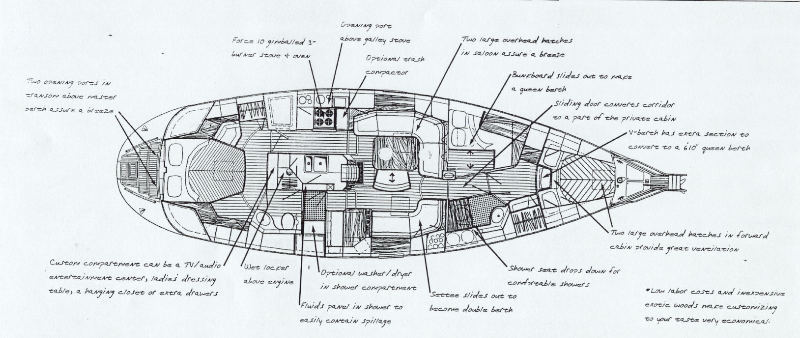 Opening port
above galley stove
Force 10 gimballed 3-
burner stove + oven
Optional trash
compactor
Two large overhead hatches
in saloon assure a breeze
Two opening ports in
transom above master
berth assure a breeze
Bunkboard slides out to make
a queen berth
Sliding door converts corridor
to a part of the private cabin
V-berth has extra section to
convert to a 6'10" queen berth
Two large overhead hatches in forward
cabin provide great ventilation
Custom compartment can be a TV/audio
entertainment center, ladies' dressing
table, a hanging closet or extra drawers
Wet locker
above engine
Optional washer/dryer
in shower compartment
Fluids panel in shower to
easily contain spillage
Settee slides out to
become double berth
Shower seat drops down for
comfortable showers
*Low labor costs and inexpensive
exotic woods make customizing
to your taste very economical.